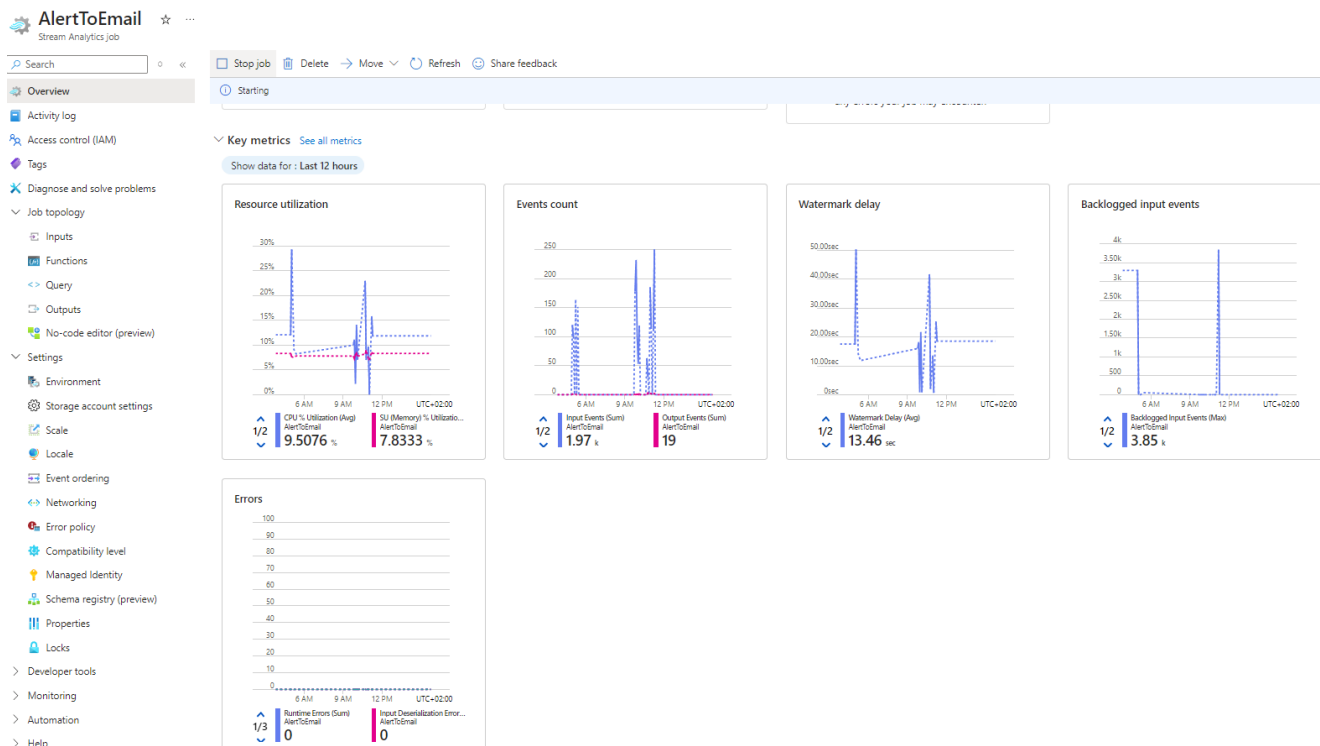 AlertToEmail
Stream Analytics job
Search
Overview
Activity log
Access control (IAM)
Tags
Diagnose and solve problems
Job topology
Inputs
Functions
Query
Outputs
No-code editor (preview)
Settings
Environment
Storage account settings
Scale
Locale
Event ordering
Networking
Error policy
Compatibility level
Managed Identity
Schema registry (preview)
Properties
Locks
Developer tools
Monitoring
Automation
Help
Stop job Delete Move Refresh Share feedback
Starting
Key metrics See all metrics
Show data for : Last 12 hours
Resource utilization
30%
25%
20%
15%
10%
5%
0%
6 AM 9 AM 12 PM UTC+02:00
1/2
CPU % Utilization (Avg)
AlertToEmail
9.5076 %
SU (Memory) % Utilizatio...
AlertToEmail
7.8333 %
Events count
250
200
150
100
50
0
6 AM 9 AM 12 PM UTC+02:00
1/2
Input Events (Sum)
AlertToEmail
1.97 k
Output Events (Sum)
AlertToEmail
19
Watermark delay
50.00sec
40.00sec
30.00sec
20.00sec
10.00sec
0sec
6 AM 9 AM 12 PM UTC+02:00
1/2
Watermark Delay (Avg)
AlertToEmail
13.46 sec
Backlogged input events
4k
3.50k
3k
2.50k
2k
1.50k
1k
500
0
6 AM 9 AM 12 PM UTC+02:00
1/2
Backlogged Input Events (Max)
AlertToEmail
3.85 k
Errors
100
90
80
70
60
50
40
30
20
10
0
6 AM 9 AM 12 PM UTC+02:00
1/3
Runtime Errors (Sum)
AlertToEmail
0
Input Deserialization Error...
AlertToEmail
0